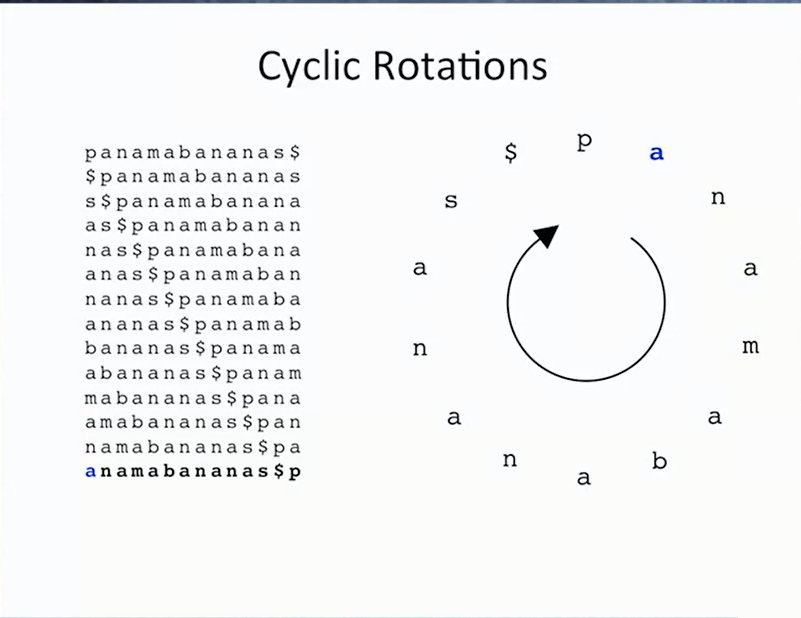 Cyclic Rotations
panamabananas$
$panamabananas
s$panamabanana
as$panamabanan
nas$panamabana
anas$panamaban
nanas$panamaba
ananas$panamab
bananas$panama
abananas$panam
mabananas$pana
amabananas$pan
namabananas$pa
anamabananas$p
p
a
n
a
m
a
b
a
n
a
n
a
s
$